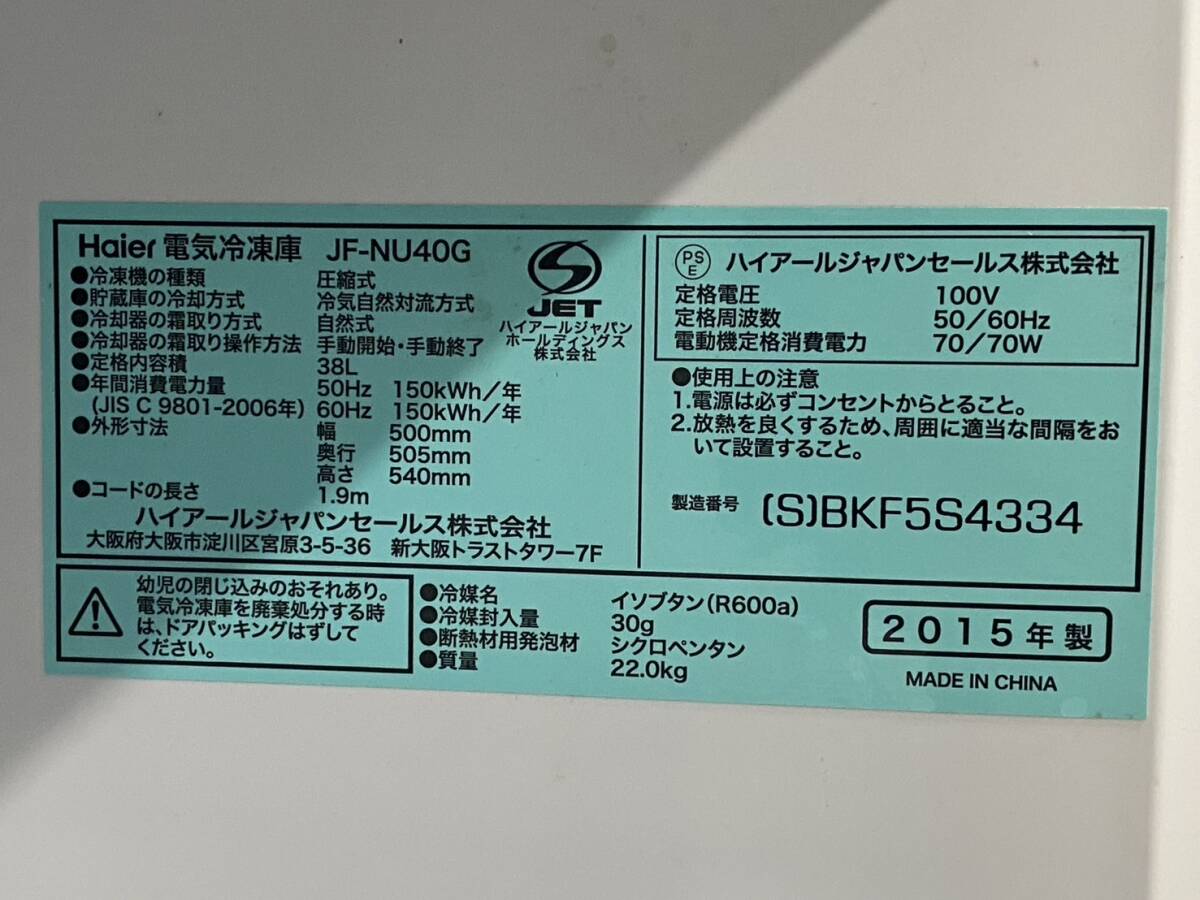 Haier 電気冷凍庫 JF-NU40G
●冷凍機の種類 圧縮式
●貯蔵庫の冷却方式 冷気自然対流方式
●冷却器の霜取り方式 自然式
●冷却器の霜取り操作方法 手動開始・手動終了
●定格内容積 38L
●年間消費電力量 50Hz 150kWh/年
(JIS C 9801-2006年) 60Hz 150kWh/年
●外形寸法 幅 500mm
奥行 505mm
高さ 540mm
●コードの長さ 1.9m
ハイアールジャパンセールス株式会社
大阪府大阪市淀川区宮原3-5-36 新大阪トラストタワー7F
JET
ハイアールジャパン
ホールディングス
株式会社
PS
E
ハイアールジャパンセールス株式会社
定格電圧 100V
定格周波数 50/60Hz
電動機定格消費電力 70/70W
●使用上の注意
1.電源は必ずコンセントからとること。
2.放熱を良くするため、周囲に適当な間隔をお
いて設置すること。
製造番号 (S)BKF5S4334
幼児の閉じ込みのおそれあり。
電気冷凍庫を廃棄処分する時
は、ドアパッキングはずして
ください。
●冷媒名 イソブタン(R600a)
●冷媒封入量 30g
●断熱材用発泡材 シクロペンタン
●質量 22.0kg
2015年製
MADE IN CHINA